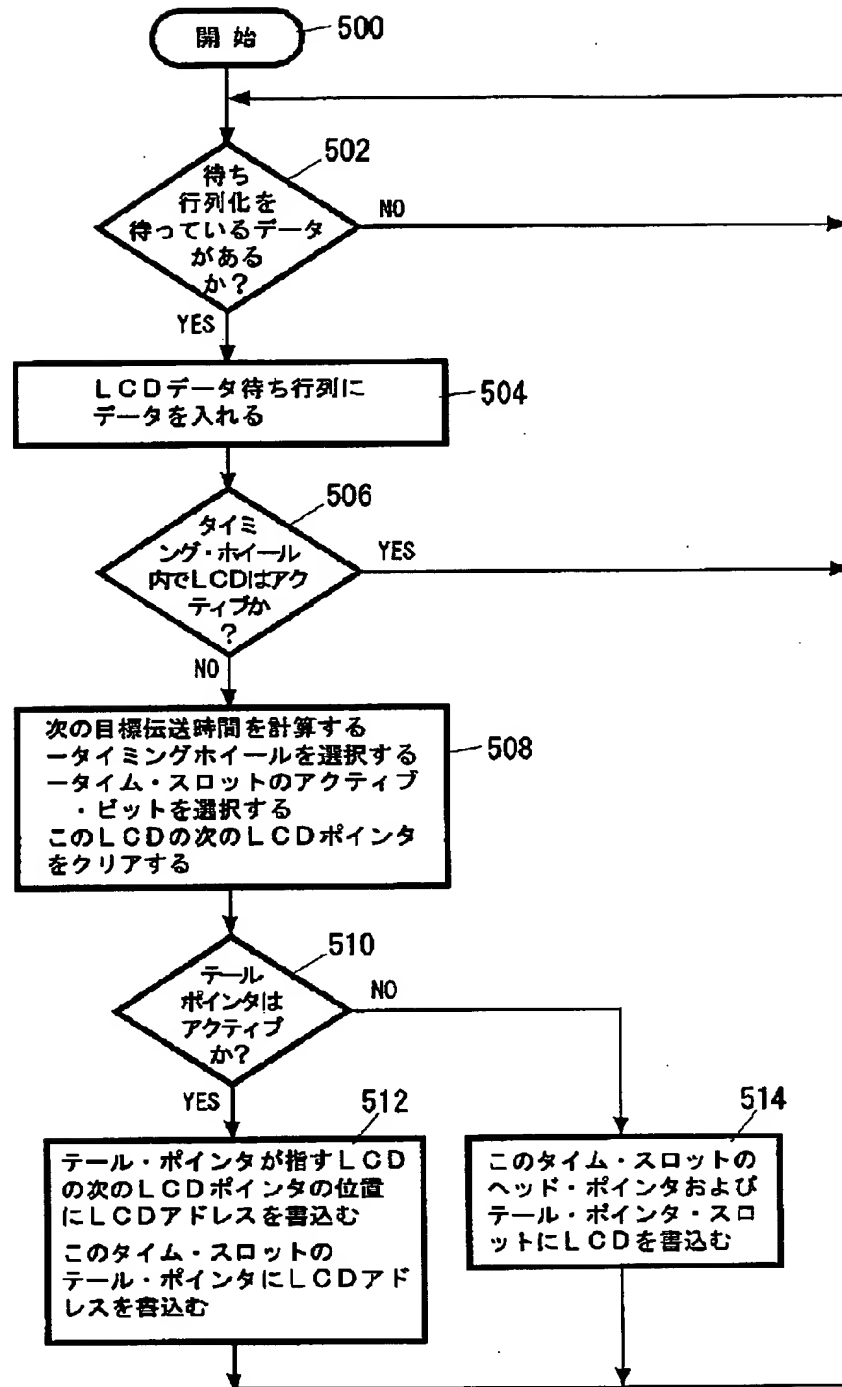 開始
500
502
待ち
行列化を
待っているデータ
がある
か?
NO
YES
LCDデータ待ち行列に
データを入れる
504
506
タイミ
ング・ホイール
内でLCDはアク
ティブか
?
YES
NO
次の目標伝送時間を計算する
ータイミングホイールを選択する
ータイム・スロットのアクティブ
・ビットを選択する
このLCDの次のLCDポインタ
をクリアする
508
510
テール
ポインタは
アクティブ
か?
NO
YES
512
テール・ポインタが指すLCD
の次のLCDポインタの位置
にLCDアドレスを書込む
このタイム・スロットの
テール・ポインタにLCDアド
レスを書込む
514
このタイム・スロットの
ヘッド・ポインタおよび
テール・ポインタ・スロ
ットにLCDを書込む